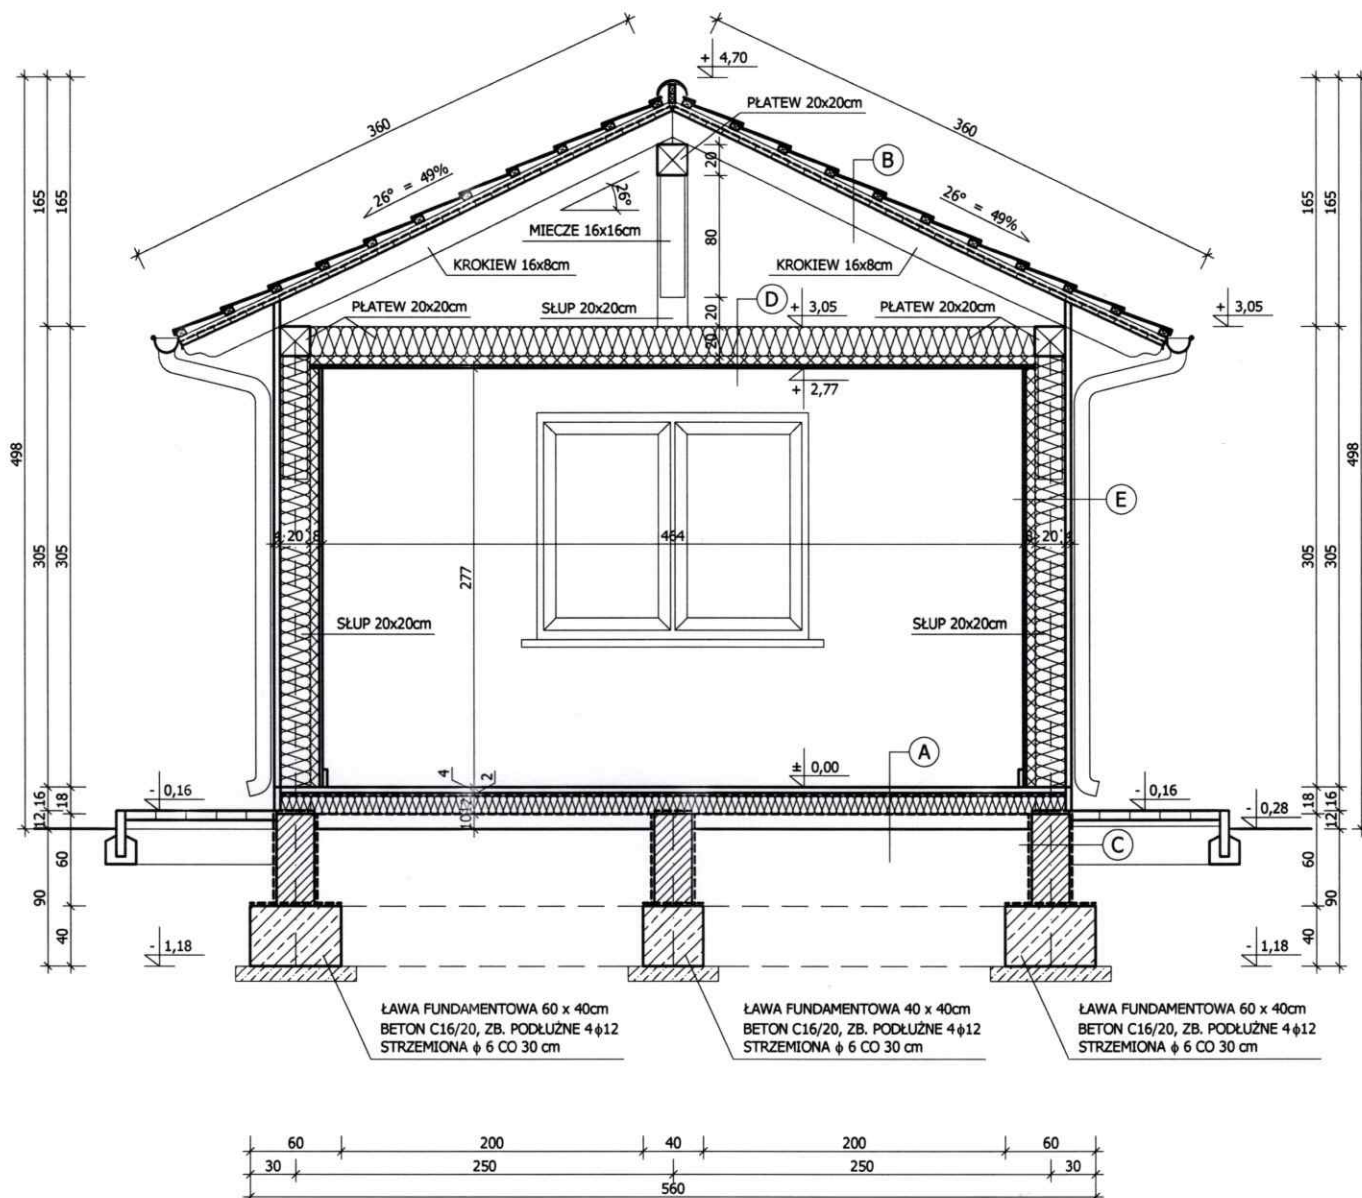 + 4,70
PŁATEW 20x20cm
360
360
B
20
165
165
165
165
26° = 49%
26°
26° = 49%
MIECZE 16x16cm
80
KROKIEW 16x8cm
KROKIEW 16x8cm
D
PŁATEW 20x20cm
SŁUP 20x20cm
20
+ 3,05
PŁATEW 20x20cm
+ 3,05
20
+ 2,77
498
498
E
20
464
20
305
305
277
305
305
SŁUP 20x20cm
SŁUP 20x20cm
A
4
2
± 0,00
- 0,16
- 0,16
- 0,28
12,16
18
18
12,16
C
60
60
90
90
40
40
- 1,18
- 1,18
ŁAWA FUNDAMENTOWA 60 x 40cm
BETON C16/20, ZB. PODŁUŻNE 4ϕ12
STRZEMIONA ϕ 6 CO 30 cm
ŁAWA FUNDAMENTOWA 40 x 40cm
BETON C16/20, ZB. PODŁUŻNE 4ϕ12
STRZEMIONA ϕ 6 CO 30 cm
ŁAWA FUNDAMENTOWA 60 x 40cm
BETON C16/20, ZB. PODŁUŻNE 4ϕ12
STRZEMIONA ϕ 6 CO 30 cm
60 200 40 200 60
30 250 250 30
560